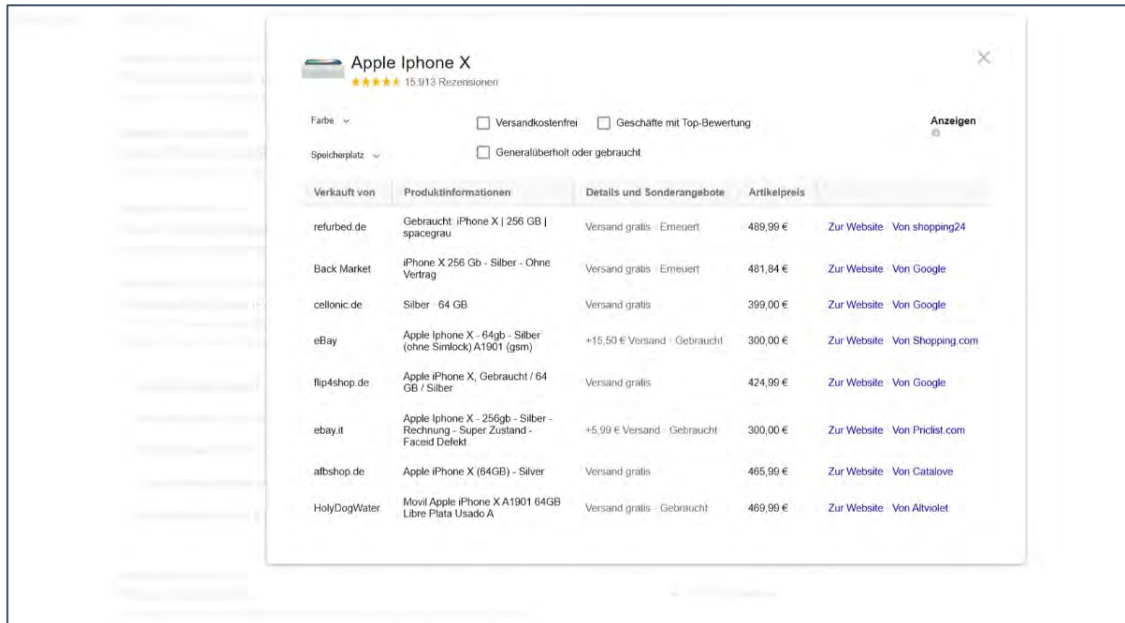 Apple Iphone X
15.913 Rezensionen
Farbe
Versandkostenfrei
Geschäfte mit Top-Bewertung
Anzeigen
Speicherplatz
Generalüberholt oder gebraucht
Verkauft von Produktinformationen Details und Sonderangebote Artikelpreis
refurbed.de
Gebraucht: iPhone X | 256 GB |
spacegrau
Versand gratis · Erneuert
489,99 €
Zur Website · Von shopping24
Back Market
iPhone X 256 Gb - Silber - Ohne
Vertrag
Versand gratis · Erneuert
481,84 €
Zur Website · Von Google
cellonic.de
Silber · 64 GB
Versand gratis
399,00 €
Zur Website · Von Google
eBay
Apple Iphone X - 64gb - Silber
(ohne Simlock) A1901 (gsm)
+15,50 € Versand · Gebraucht
300,00 €
Zur Website · Von Shopping.com
flip4shop.de
Apple iPhone X, Gebraucht / 64
GB / Silber
Versand gratis
424,99 €
Zur Website · Von Google
ebay.it
Apple Iphone X - 256gb - Silber -
Rechnung - Super Zustand -
Faceid Defekt
+5,99 € Versand · Gebraucht
300,00 €
Zur Website · Von Priclist.com
afbshop.de
Apple iPhone X (64GB) - Silver
Versand gratis
465,99 €
Zur Website · Von Catalove
HolyDogWater
Movil Apple iPhone X A1901 64GB
Libre Plata Usado A
Versand gratis · Gebraucht
469,99 €
Zur Website · Von Altviolet